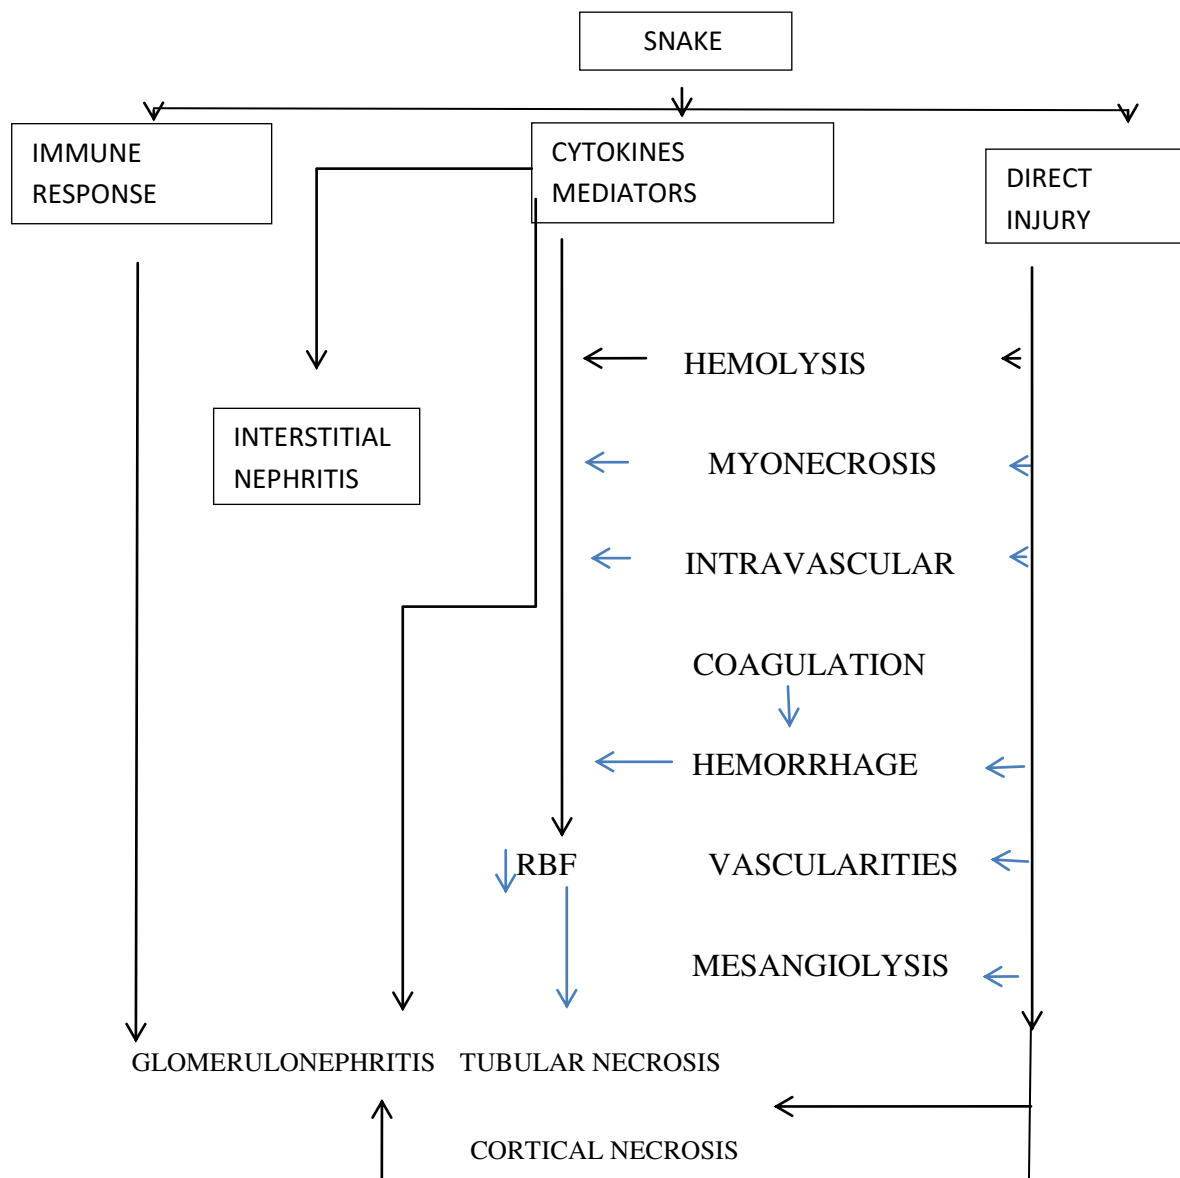 SNAKE
IMMUNE
RESPONSE
CYTOKINES
MEDIATORS
DIRECT
INJURY
HEMOLYSIS
INTERSTITIAL
NEPHRITIS
MYONECROSIS
INTRAVASCULAR
COAGULATION
HEMORRHAGE
RBF
VASCULARITIES
MESANGIOLYSIS
GLOMERULONEPHRITIS
TUBULAR NECROSIS
CORTICAL NECROSIS